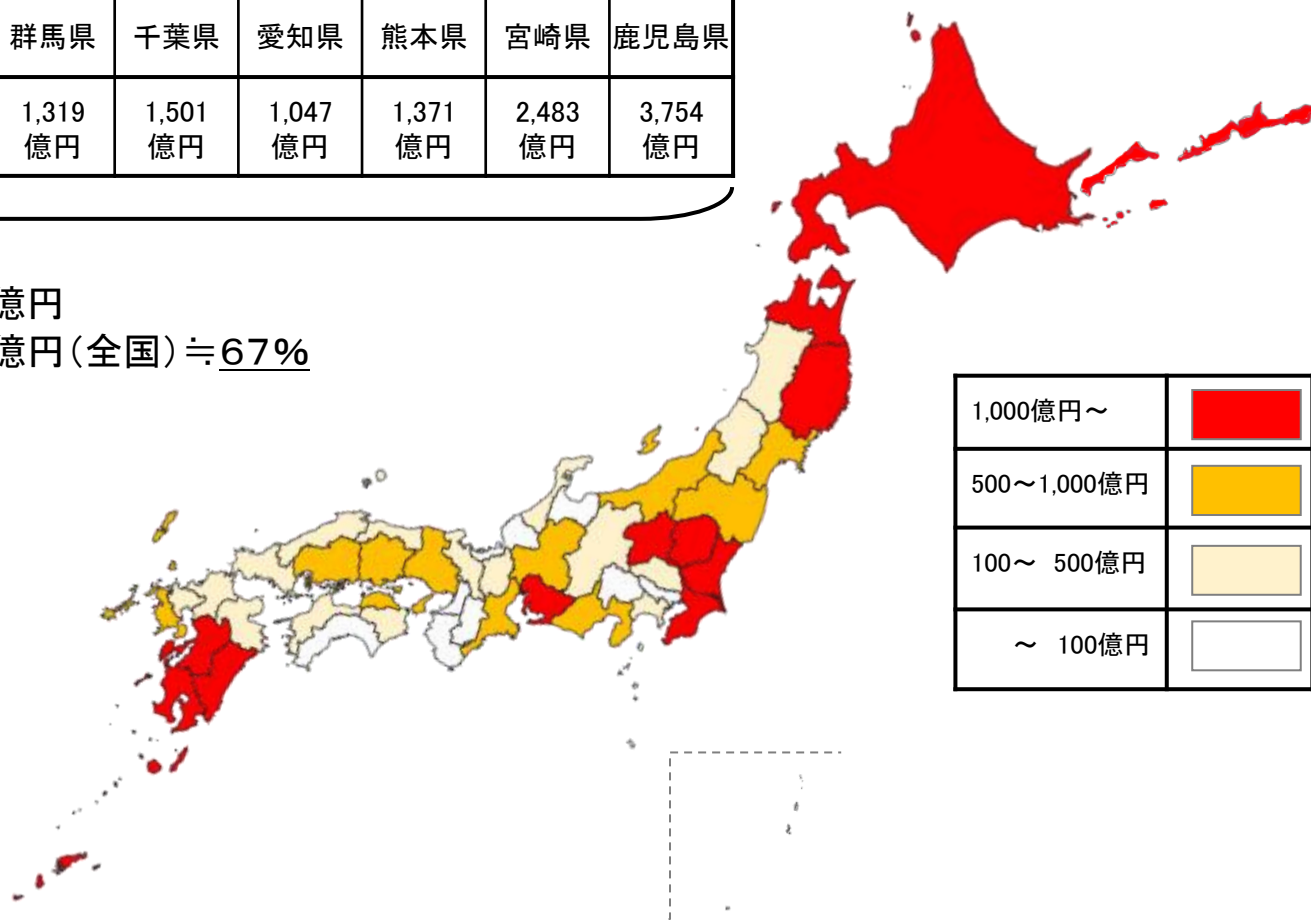 群馬県 千葉県 愛知県 熊本県 宮崎県 鹿児島県
1,319 1,501 1,047 1,371 2,483 3,754
億円 億円 億円 億円 億円 億円
億円
億円(全国)≒67%
1,000億円~
500~1,000億円
100~ 500億円
~ 100億円